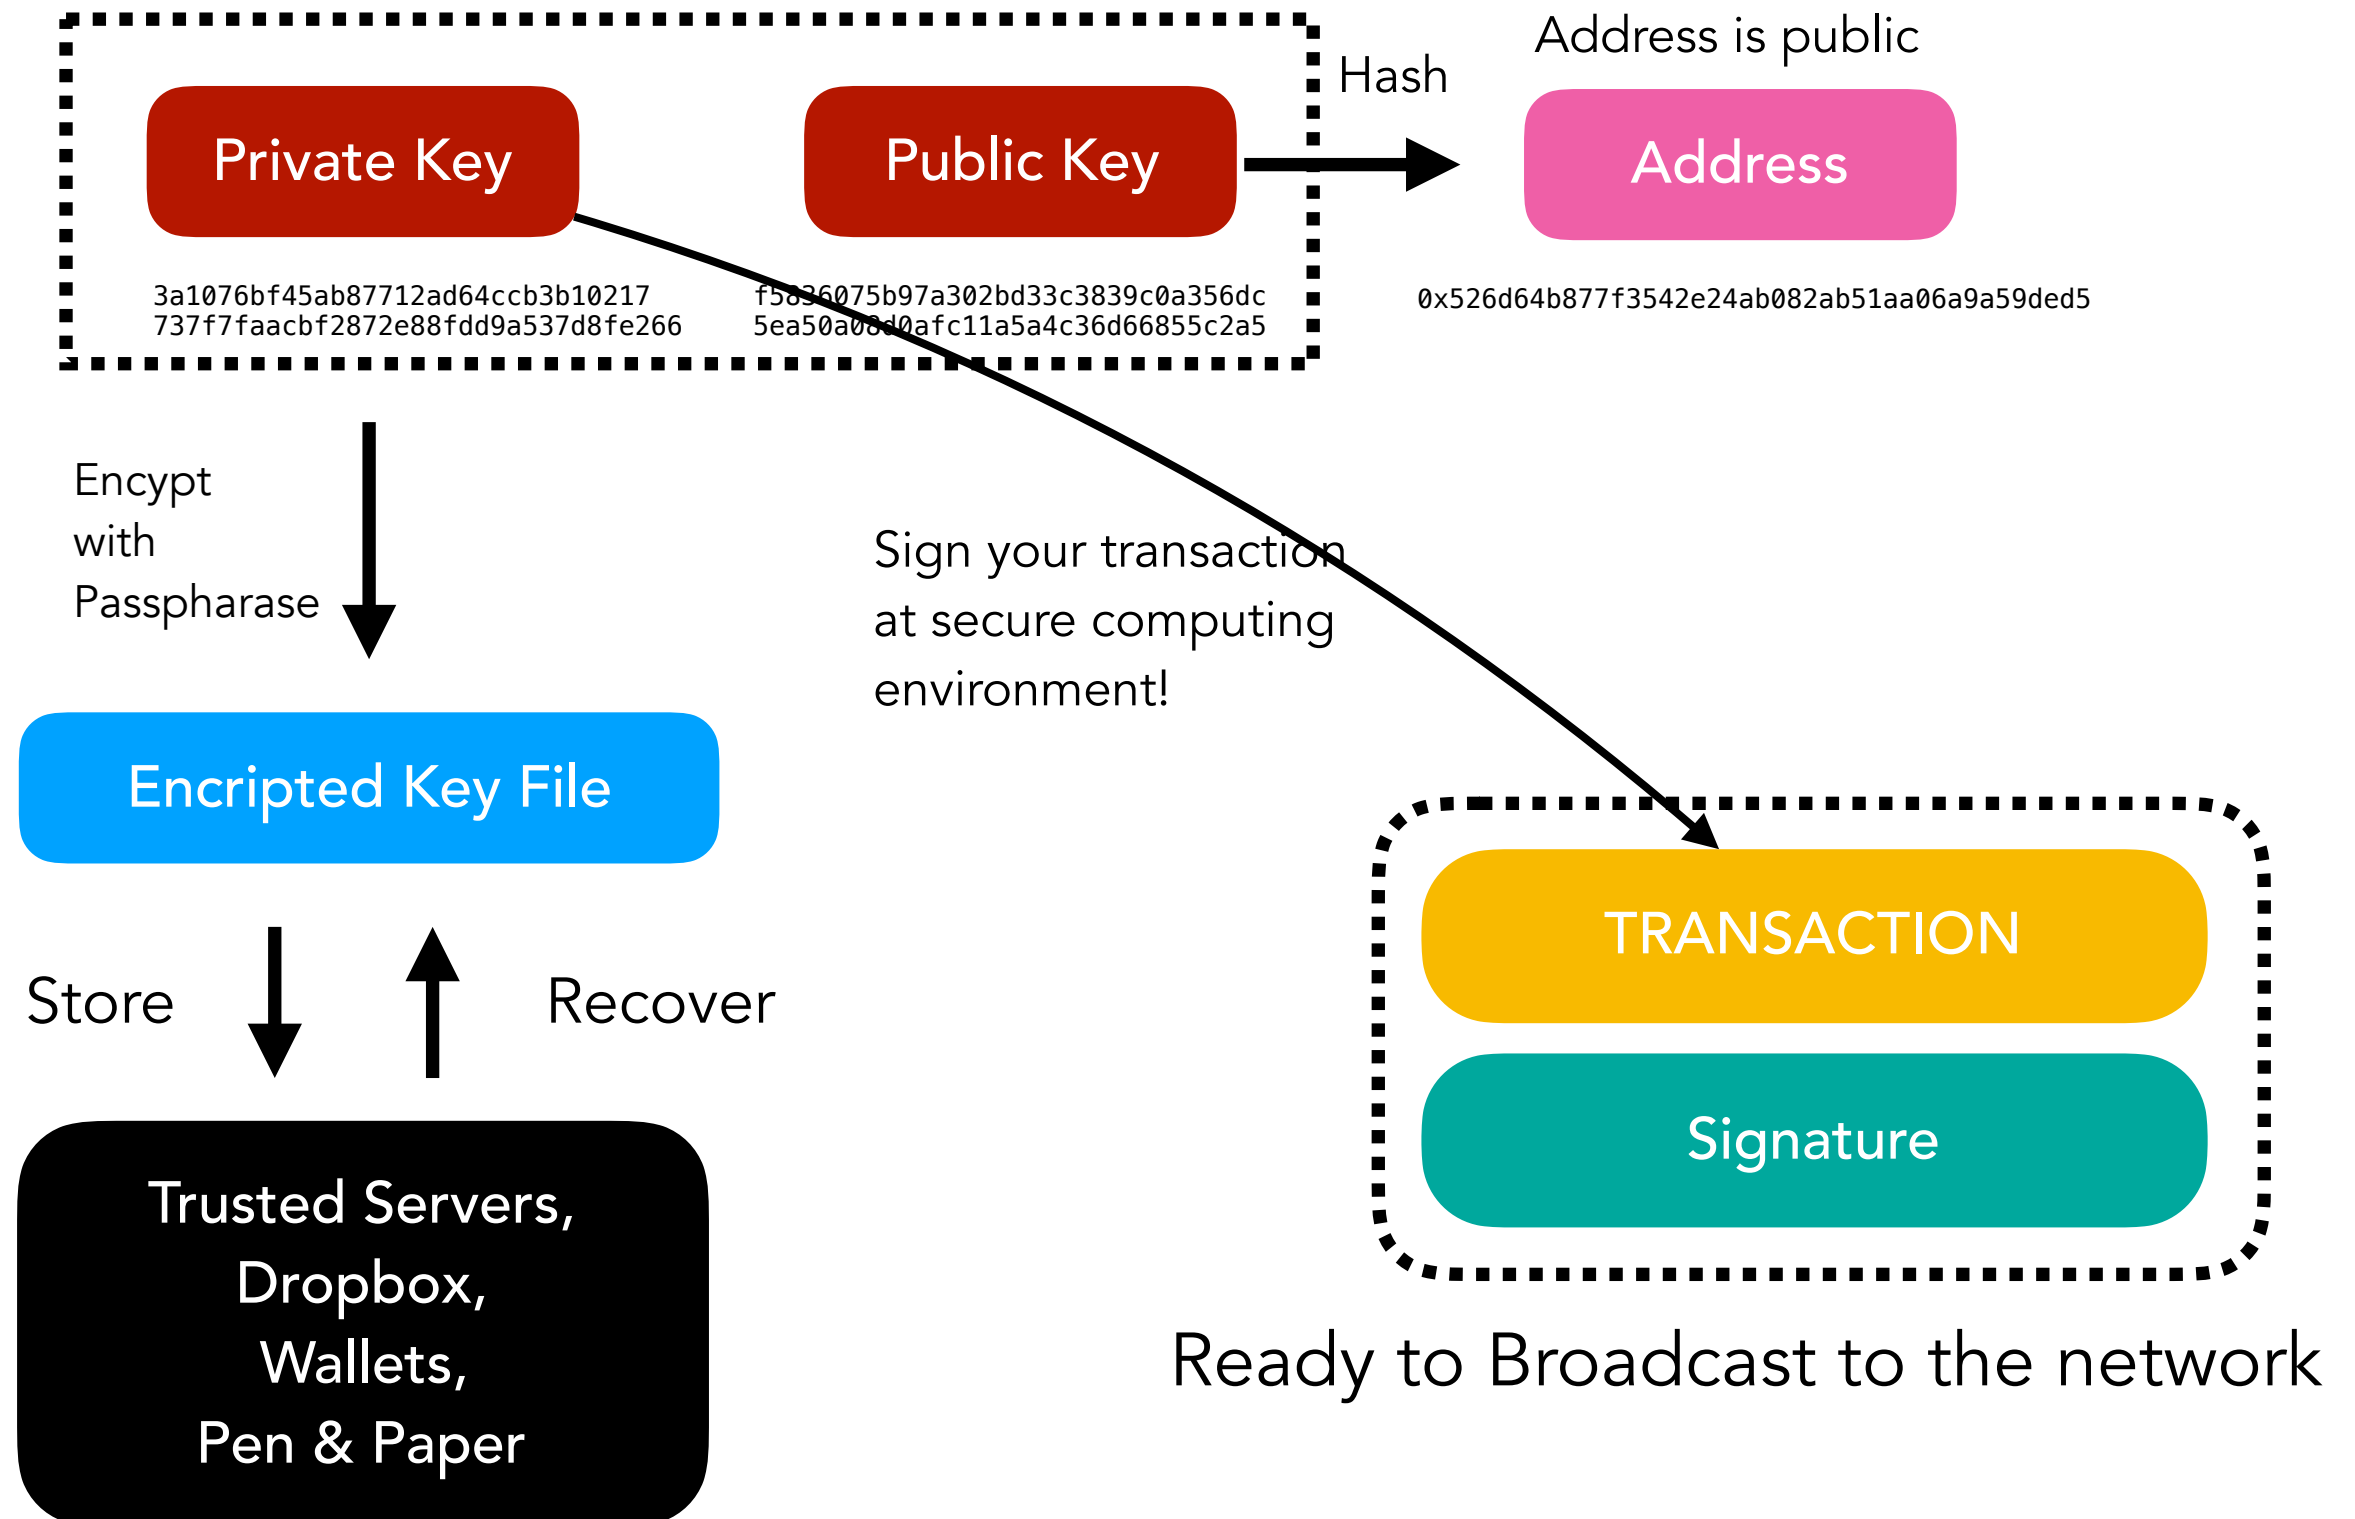 Address is public
Hash
Private Key
Public Key
Address
3a1076bf45ab87712ad64ccb3b10217
737f7faacbf2872e88fdd9a537d8fe266
f5836075b97a302bd33c3839c0a356dc
5ea50a08d0afc11a5a4c36d66855c2a5
0x526d64b877f3542e24ab082ab51aa06a9a59ded5
Encypt
with
Passpharase
Sign your transaction
at secure computing
environment!
Encripted Key File
Store
Recover
TRANSACTION
Signature
Trusted Servers,
Dropbox,
Wallets,
Pen & Paper
Ready to Broadcast to the network